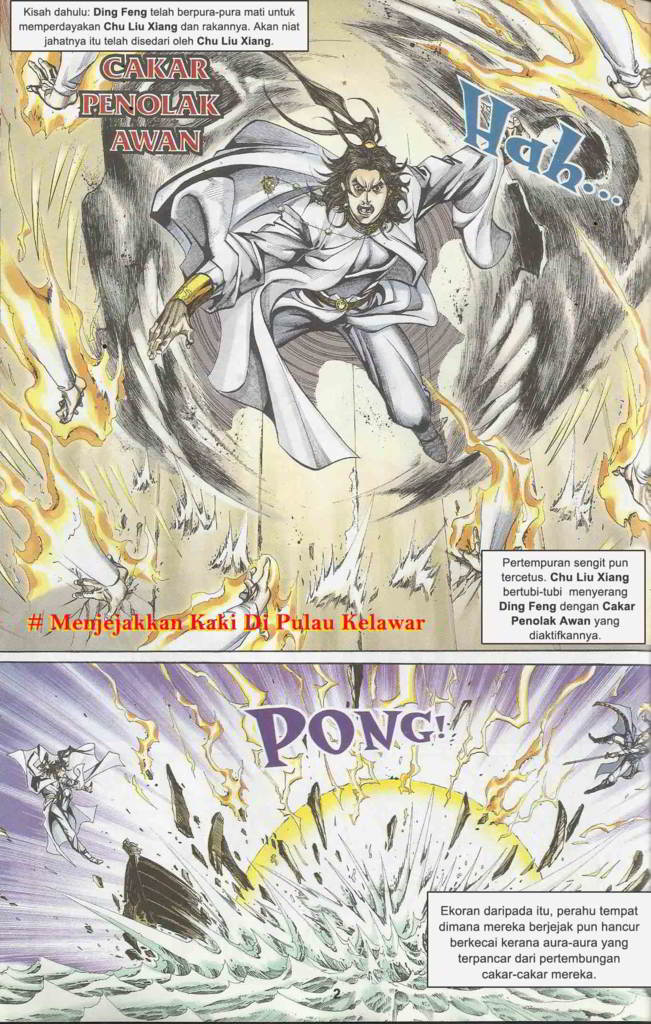 Kisah dahulu: Ding Feng telah berpura-pura mati untuk
memperdayakan Chu Liu Xiang dan rakannya. Akan niat
jahatnya itu telah disedari oleh Chu Liu Xiang.
CAKAR
PENOLAK
AWAN
Hah...
Pertempuran sengit pun
tercetus. Chu Liu Xiang
bertubi-tubi menyerang
Ding Feng dengan Cakar
Penolak Awan yang
diaktifkannya.
# Menjejakkan Kaki Di Pulau Kelawar
PONG!
Ekoran daripada itu, perahu tempat
dimana mereka berjejak pun hancur
berkecai kerana aura-aura yang
terpancar dari pertembungan
cakar-cakar mereka.
2